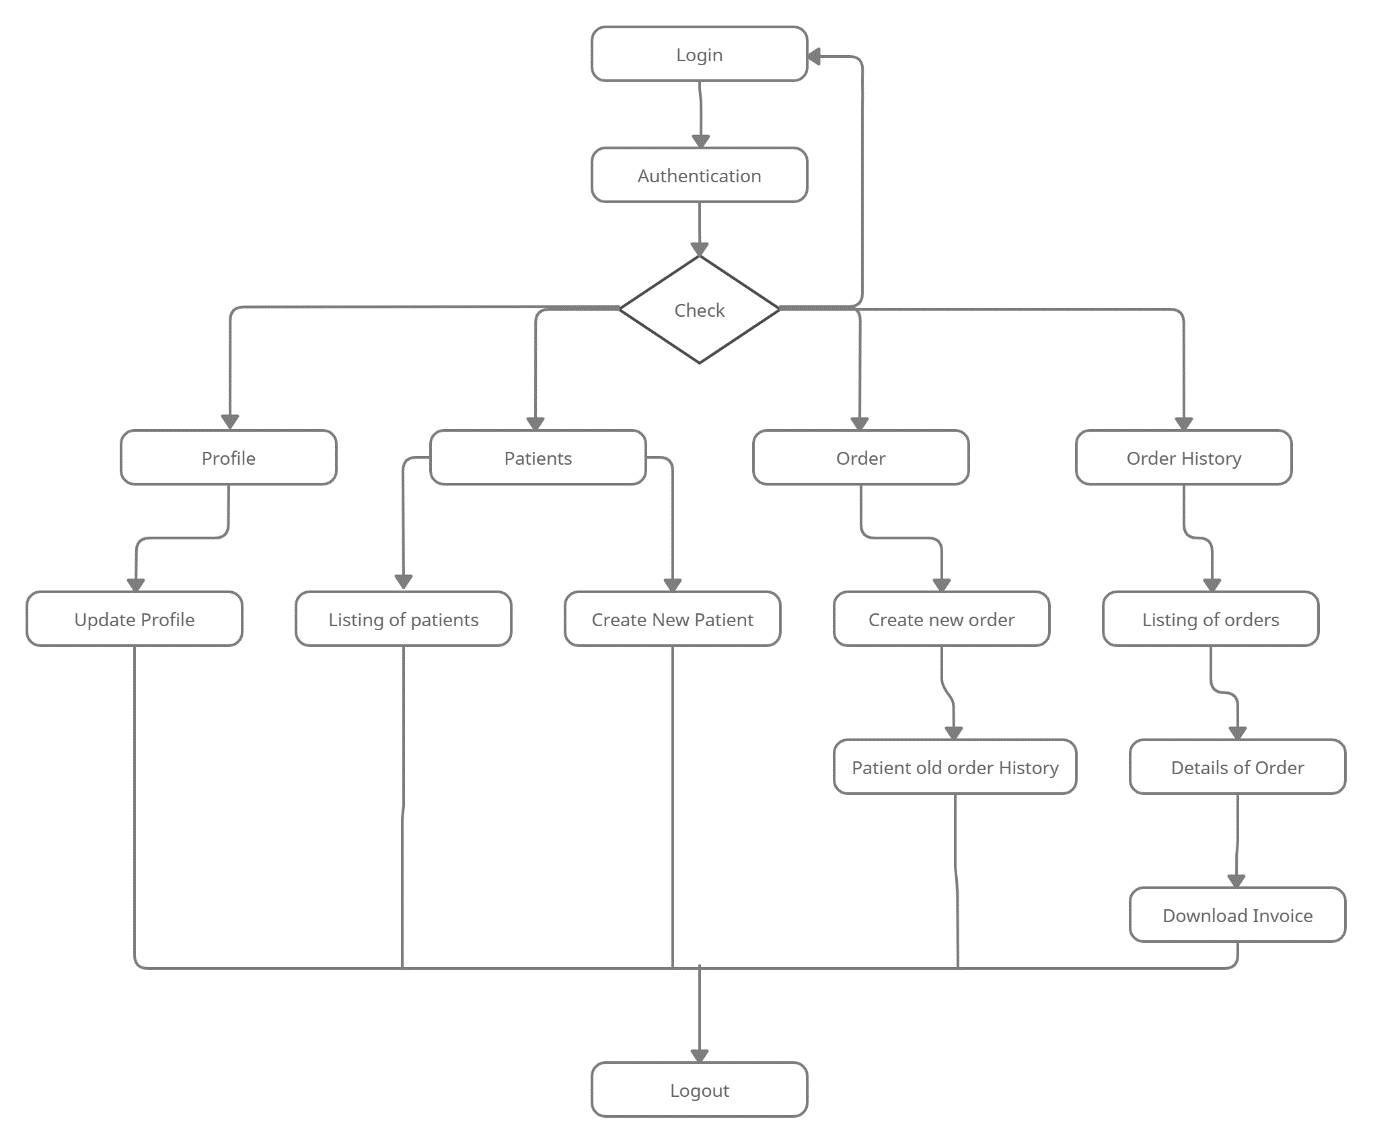 Login
Authentication
Check
Profile
Patients
Order
Order History
Update Profile
Listing of patients
Create New Patient
Create new order
Listing of orders
Patient old order History
Details of Order
Download Invoice
Logout